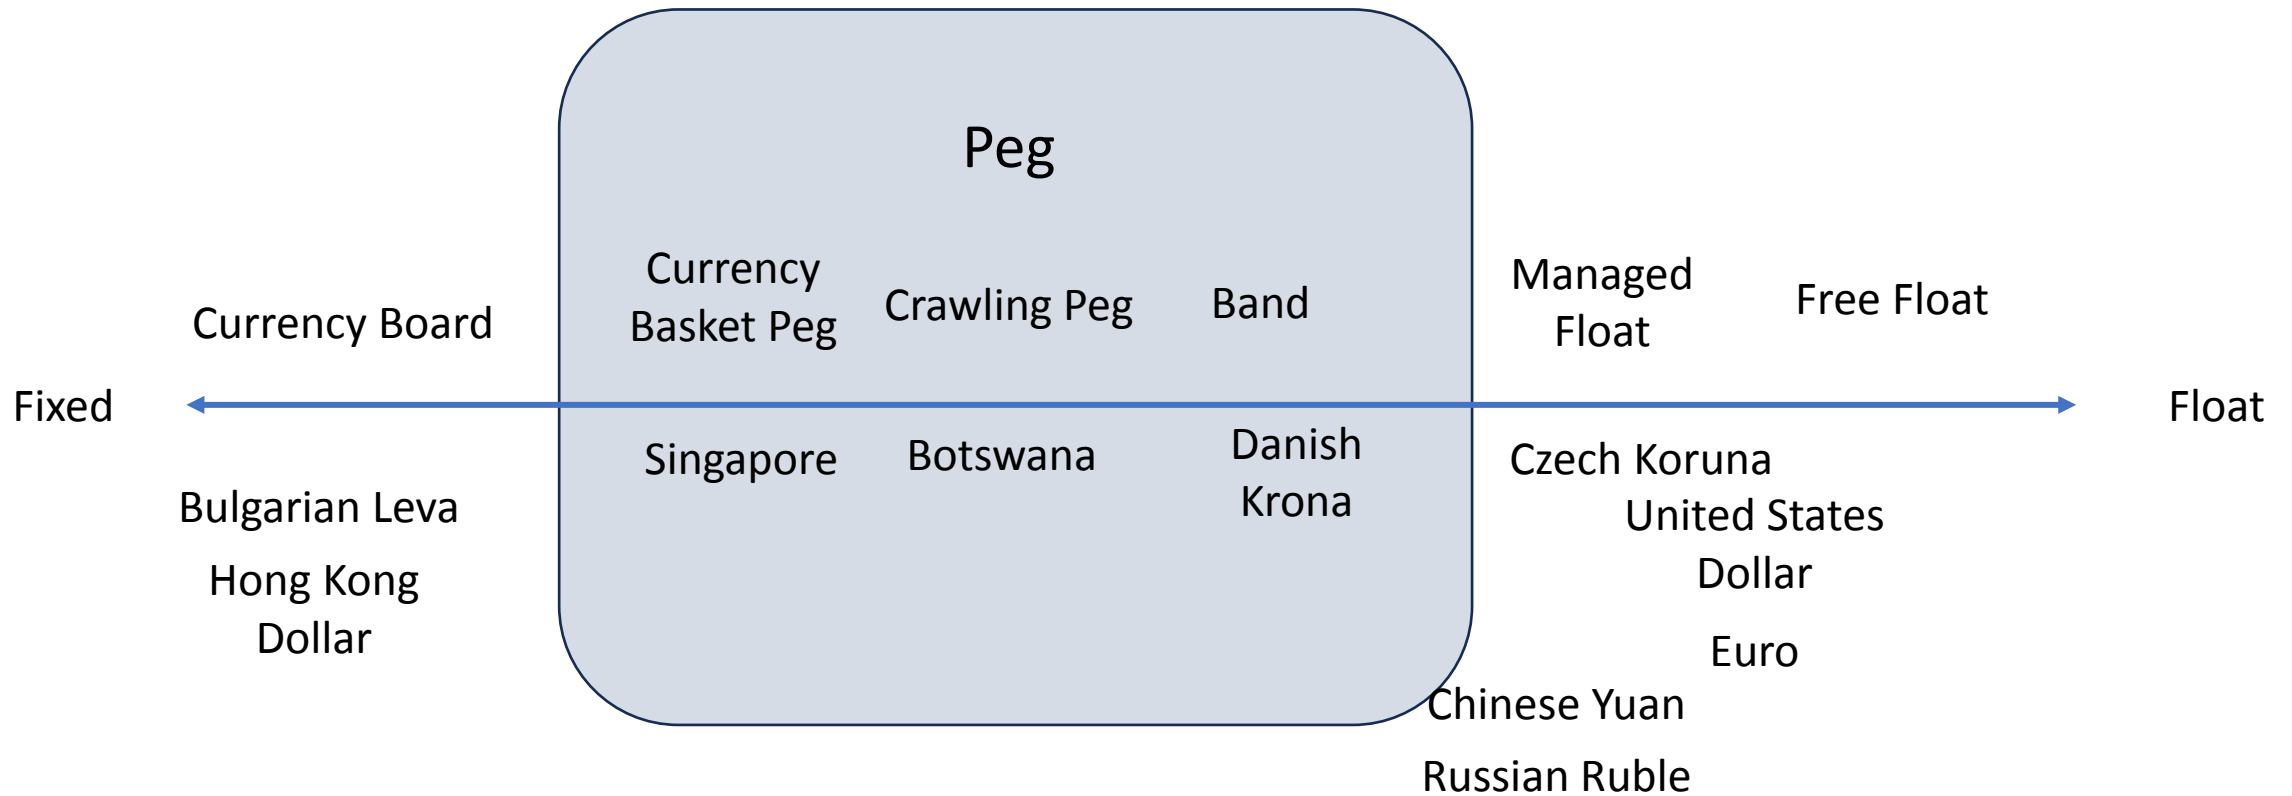 Peg
Currency Board
Currency
Basket Peg
Crawling Peg
Band
Managed
Float
Free Float
Fixed
Float
Singapore
Botswana
Danish
Krona
Czech Koruna
Bulgarian Leva
United States
Dollar
Hong Kong
Dollar
Euro
Chinese Yuan
Russian Ruble